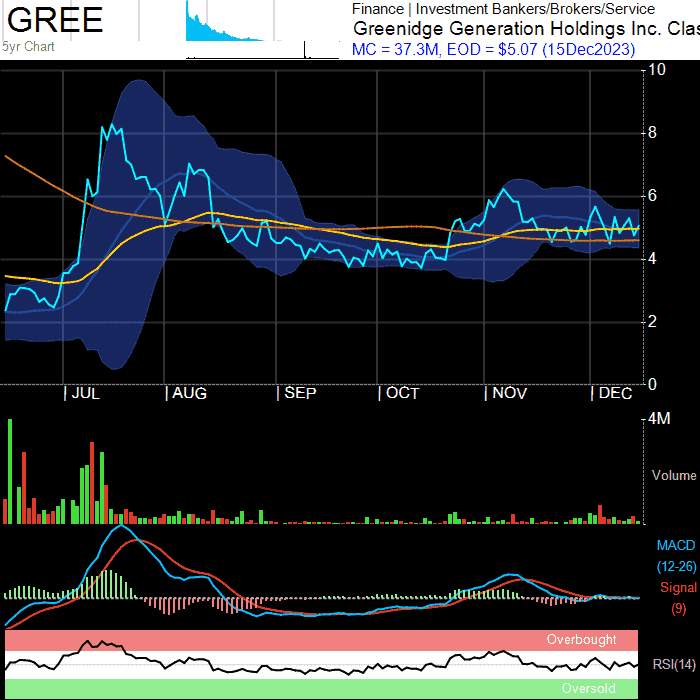 GREE
5yr Chart
Finance | Investment Bankers/Brokers/Service
Greenidge Generation Holdings Inc. Clas
MC = 37.3M, EOD = $5.07 (15Dec2023)
10
8
6
4
2
0
| JUL | AUG | SEP | OCT | NOV | DEC
4M
Volume
MACD
(12-26)
Signal
(9)
Overbought
RSI(14)
Oversold